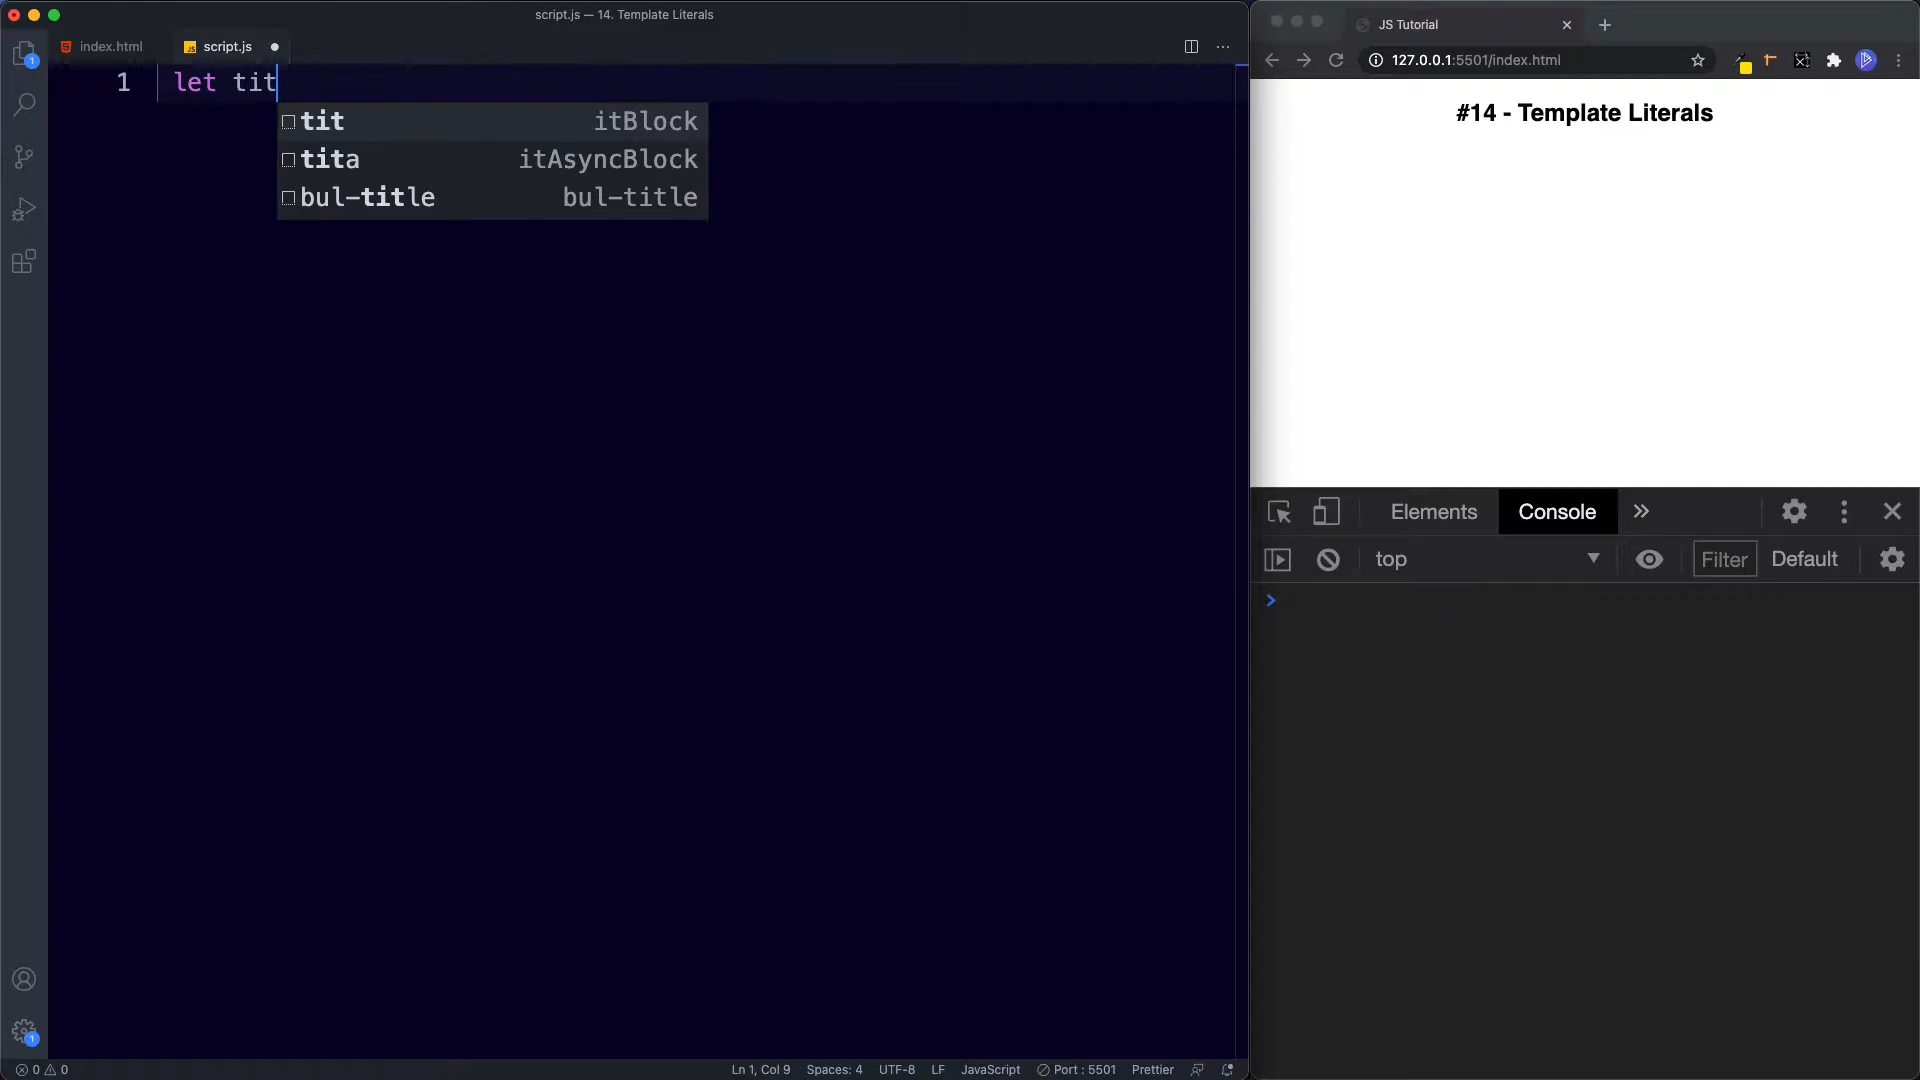 script.js — 14. Template Literals
index.html
script.js
1
let tit
tit itBlock
tita itAsyncBlock
bul-title bul-title
1
1
0 0
Ln 1, Col 9 Spaces: 4 UTF-8 LF JavaScript Port : 5501 Prettier
JS Tutorial
127.0.0.1:5501/index.html
#14 - Template Literals
Elements Console
top Filter Default